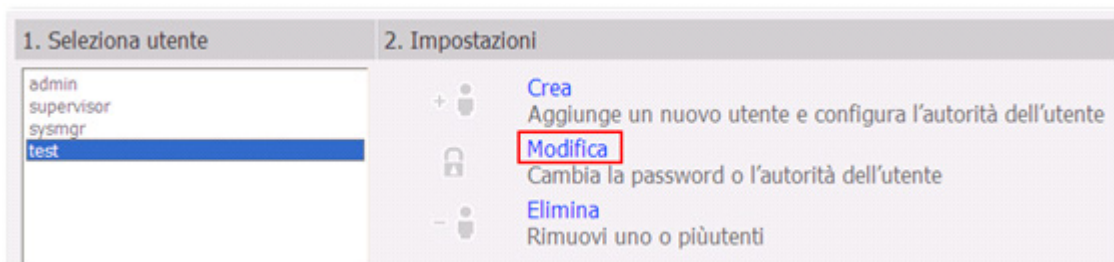 1. Seleziona utente
2. Impostazioni
admin
supervisor
sysmgr
test
Crea
Aggiunge un nuovo utente e configura l'autorità dell'utente
Modifica
Cambia la password o l'autorità dell'utente
Elimina
Rimuovi uno o piùutenti